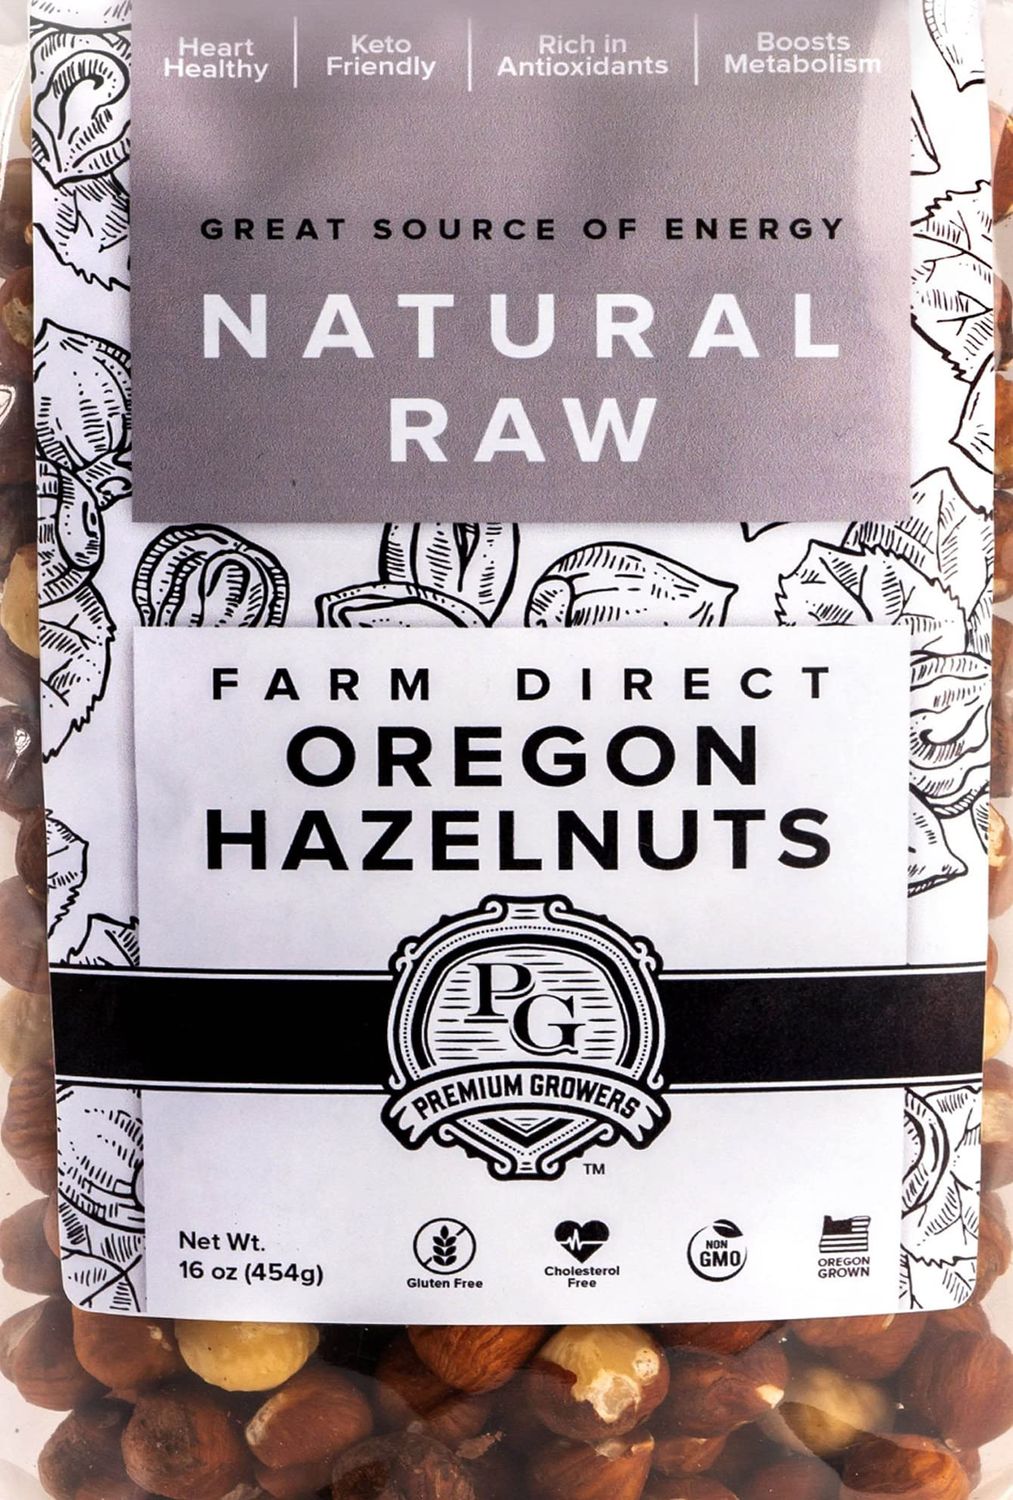 Heart
Healthy
Keto
Friendly
Rich in
Antioxidants
Boosts
Metabolism
GREAT SOURCE OF ENERGY
NATURAL
RAW
FARM DIRECT
OREGON
HAZELNUTS
PG
PREMIUM GROWERS
TM
Net Wt.
16 oz (454g)
Gluten Free
Cholesterol
Free
NON
GMO
OREGON
GROWN